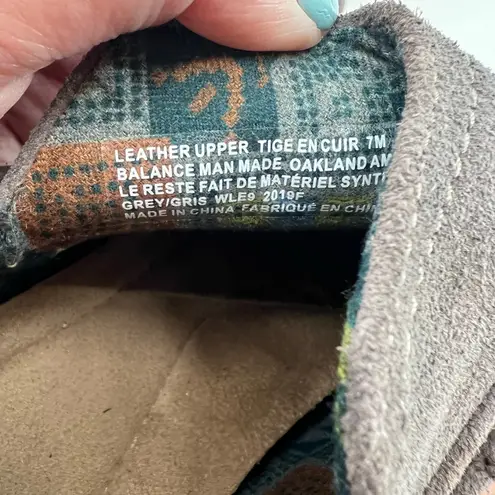 LEATHER UPPER TIGE EN CUIR 7M
BALANCE MAN MADE OAKLAND AM
LE RESTE FAIT DE MATÉRIEL SYNT
GREY/GRIS WLE9 2019F
MADE IN CHINA FABRIQUÉ EN CHI